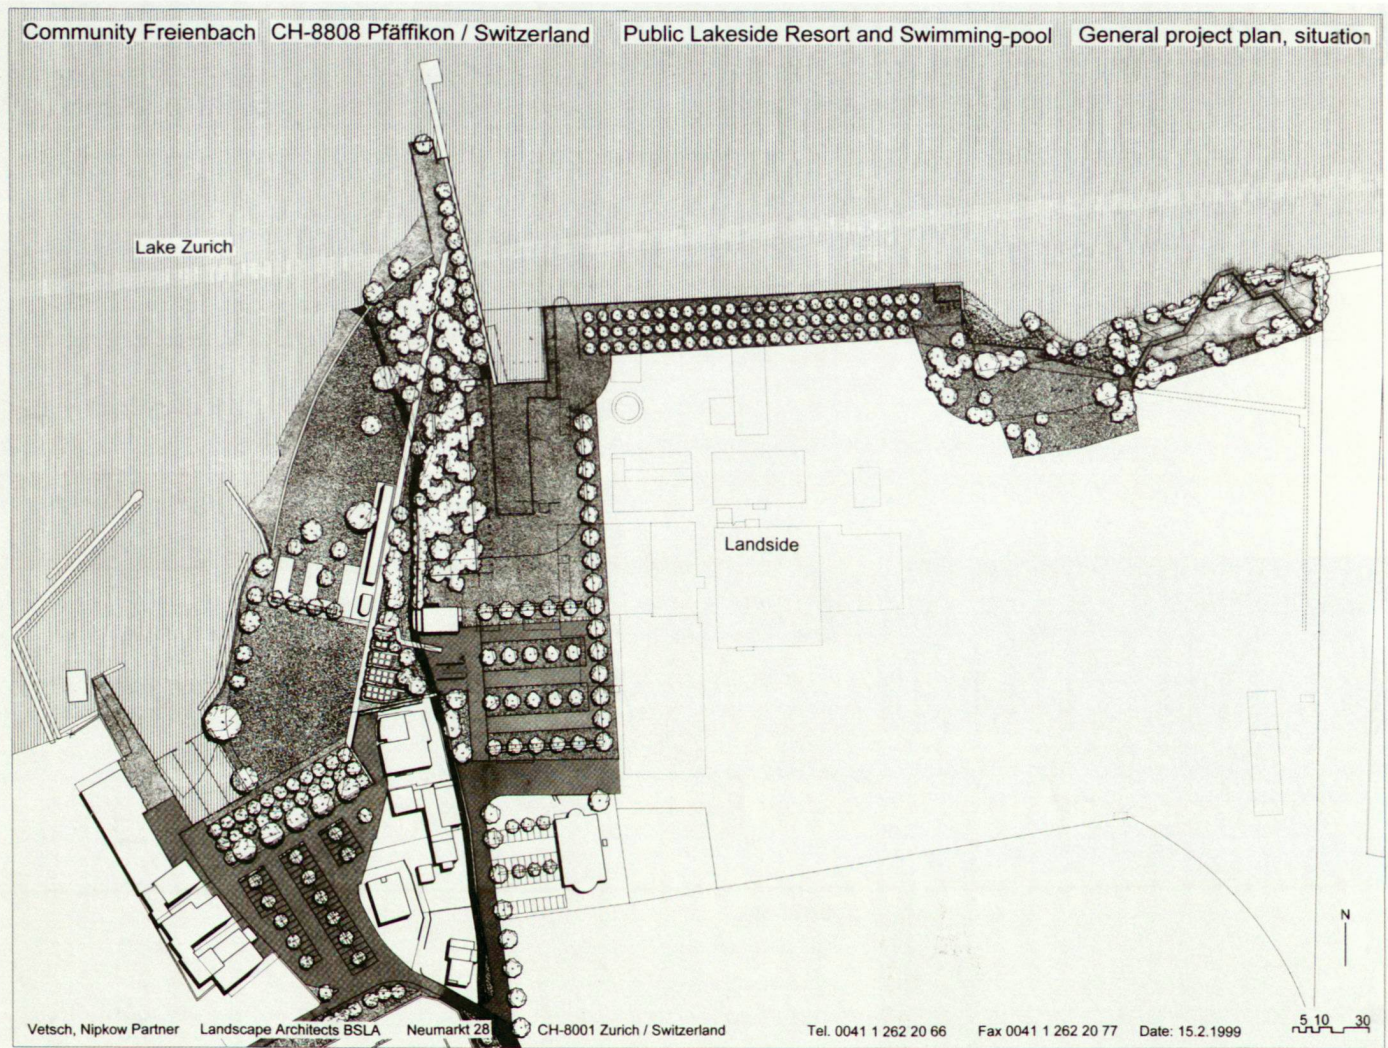 Community Freienbach CH-8808 Pfäffikon / Switzerland Public Lakeside Resort and Swimming-pool General project plan, situation
Lake Zurich
Landside
N
5 10 30
Vetsch, Nipkow Partner Landscape Architects BSLA Neumarkt 28 CH-8001 Zurich / Switzerland Tel. 0041 1 262 20 66 Fax 0041 1 262 20 77 Date: 15.2.1999